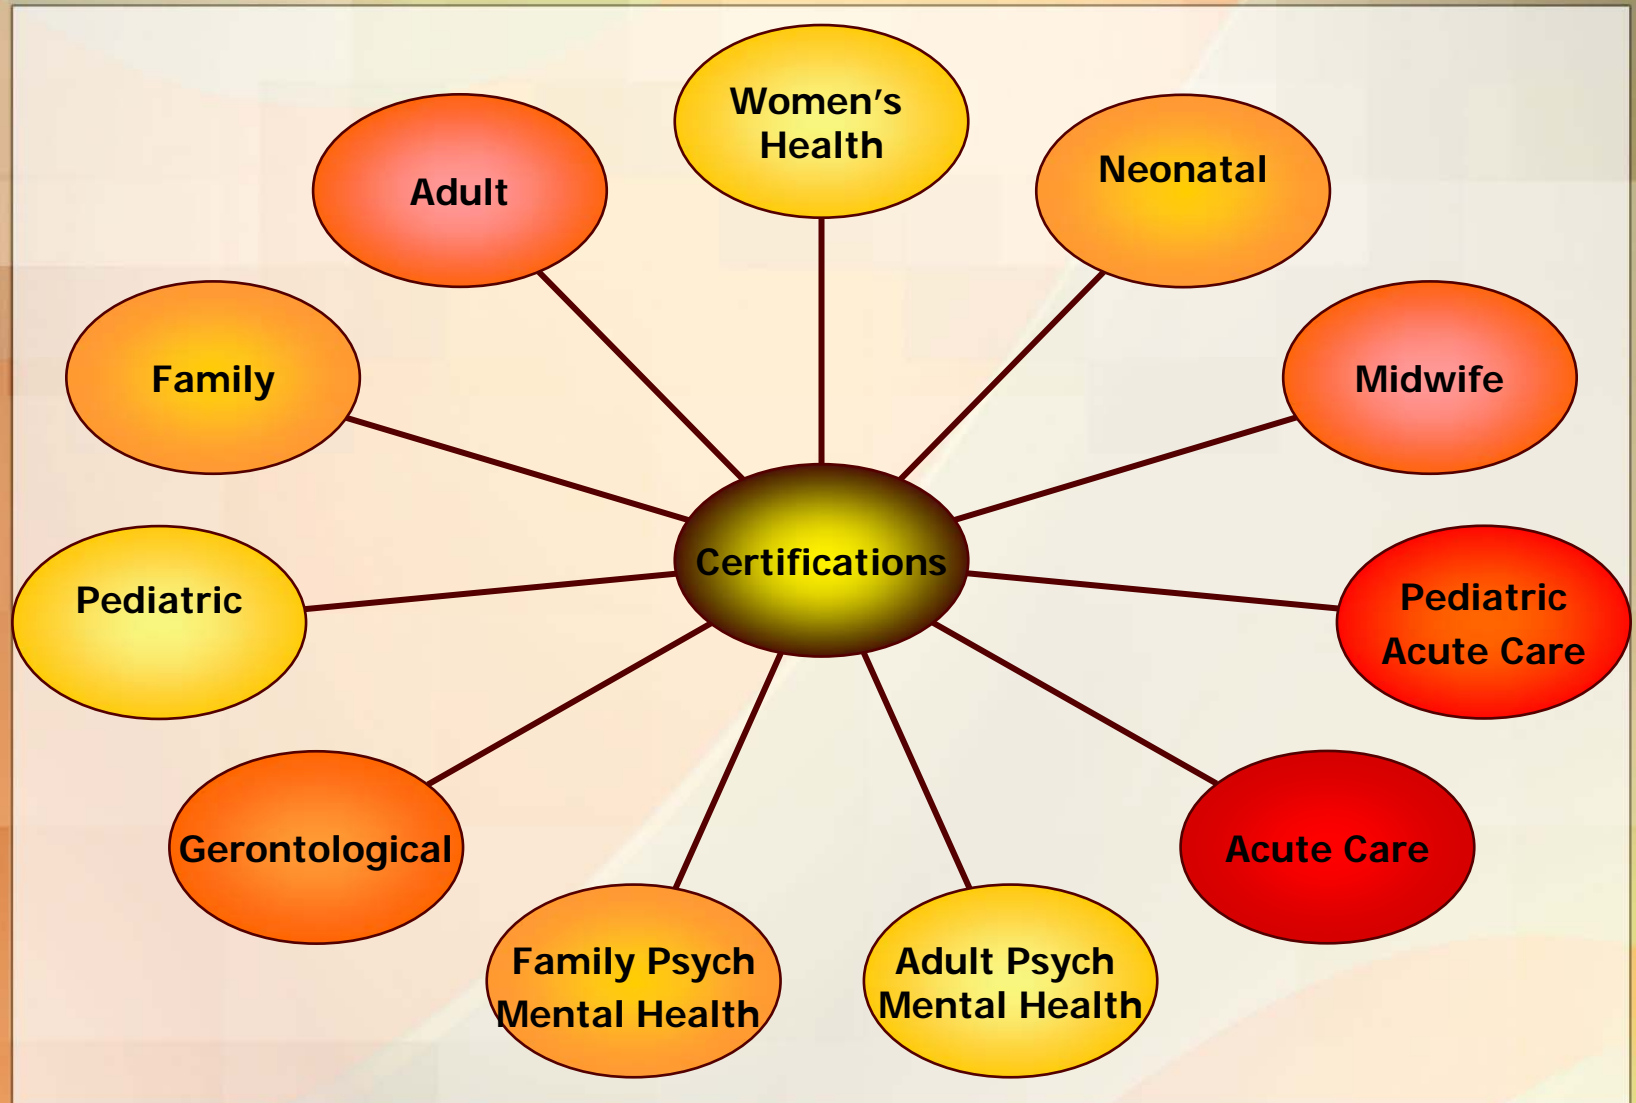 Women's
Health
Neonatal
Adult
Family
Midwife
Certifications
Pediatric
Pediatric
Acute Care
Gerontological
Acute Care
Family Psych
Mental Health
Adult Psych
Mental Health